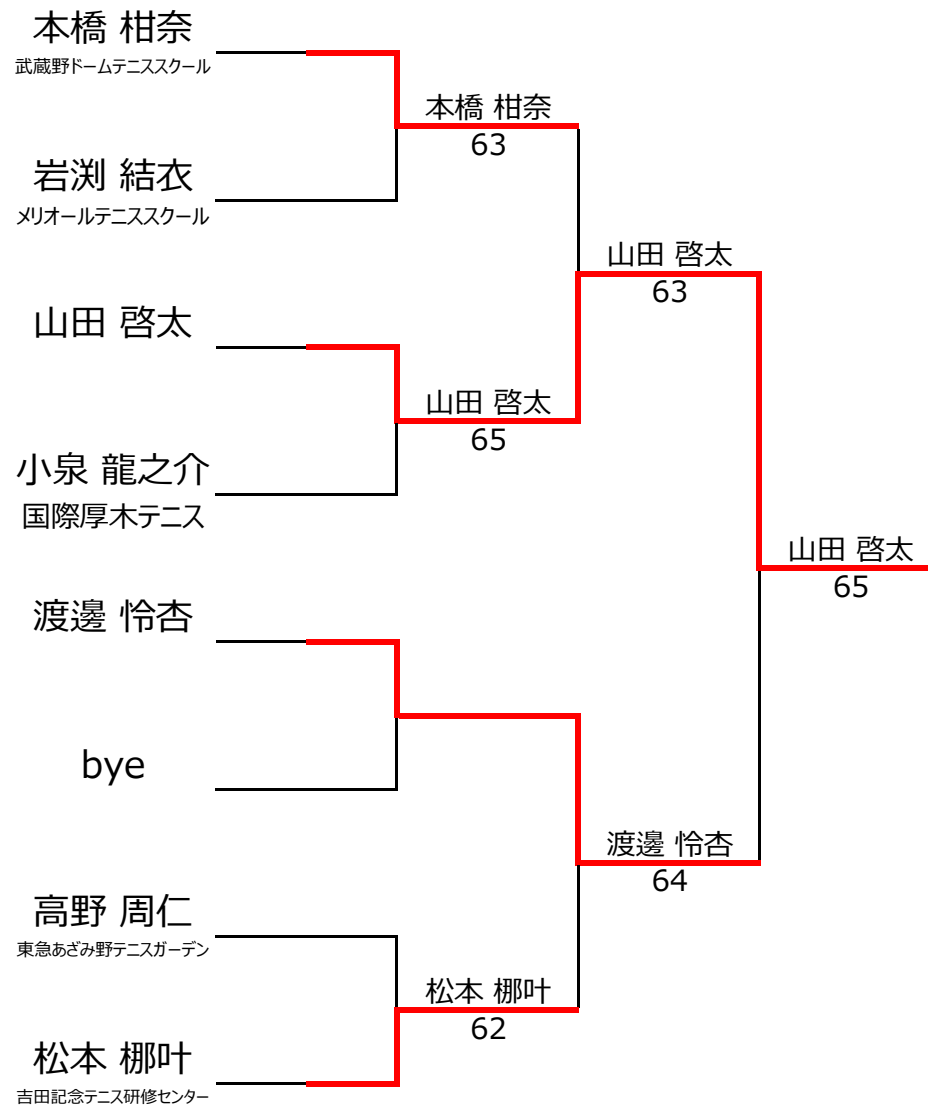 本橋 柑奈
武蔵野ドームテニススクール
本橋 柑奈
63
岩渕 結衣
メリオールテニススクール
山田 啓太
63
山田 啓太
山田 啓太
65
小泉 龍之介
国際厚木テニス
山田 啓太
65
渡邊 怜杏
bye
渡邊 怜杏
64
高野 周仁
東急あざみ野テニスガーデン
松本 梛叶
62
松本 梛叶
吉田記念テニス研修センター